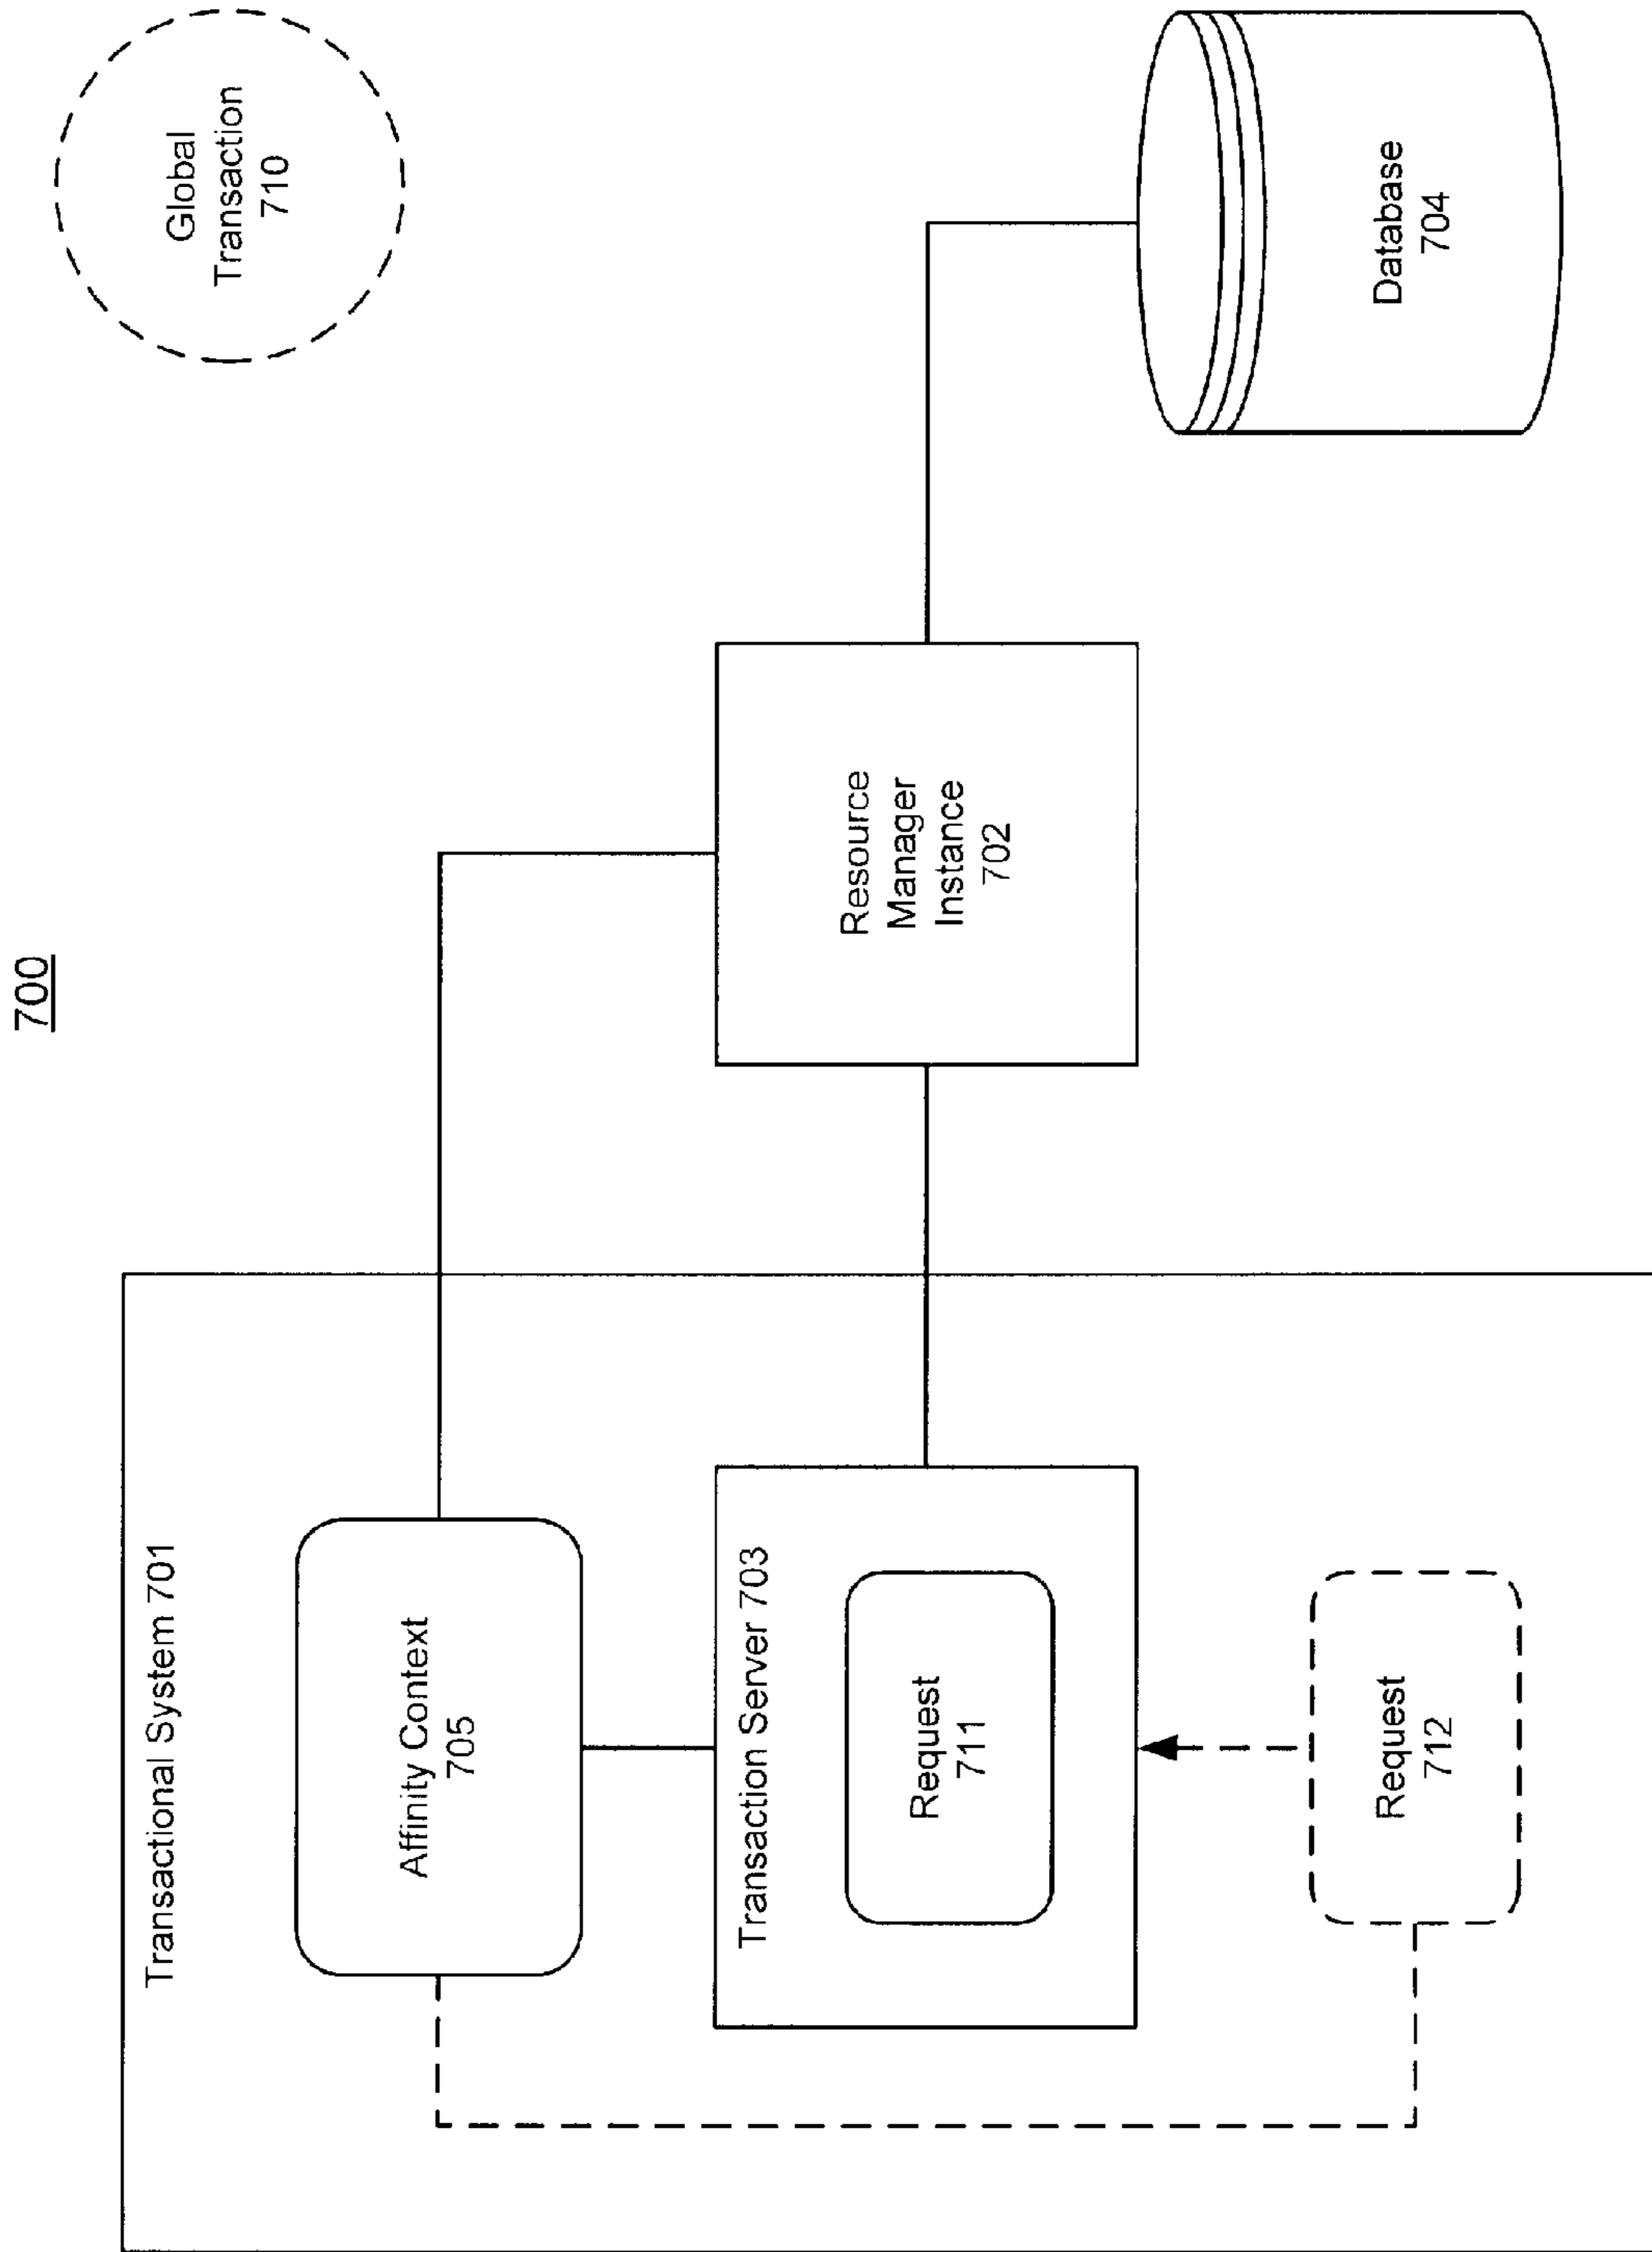 700
Transactional System 701
Affinity Context
705
Transaction Server 703
Request
711
Request
712
Resource
Manager
Instance
702
Global
Transaction
710
Database
704